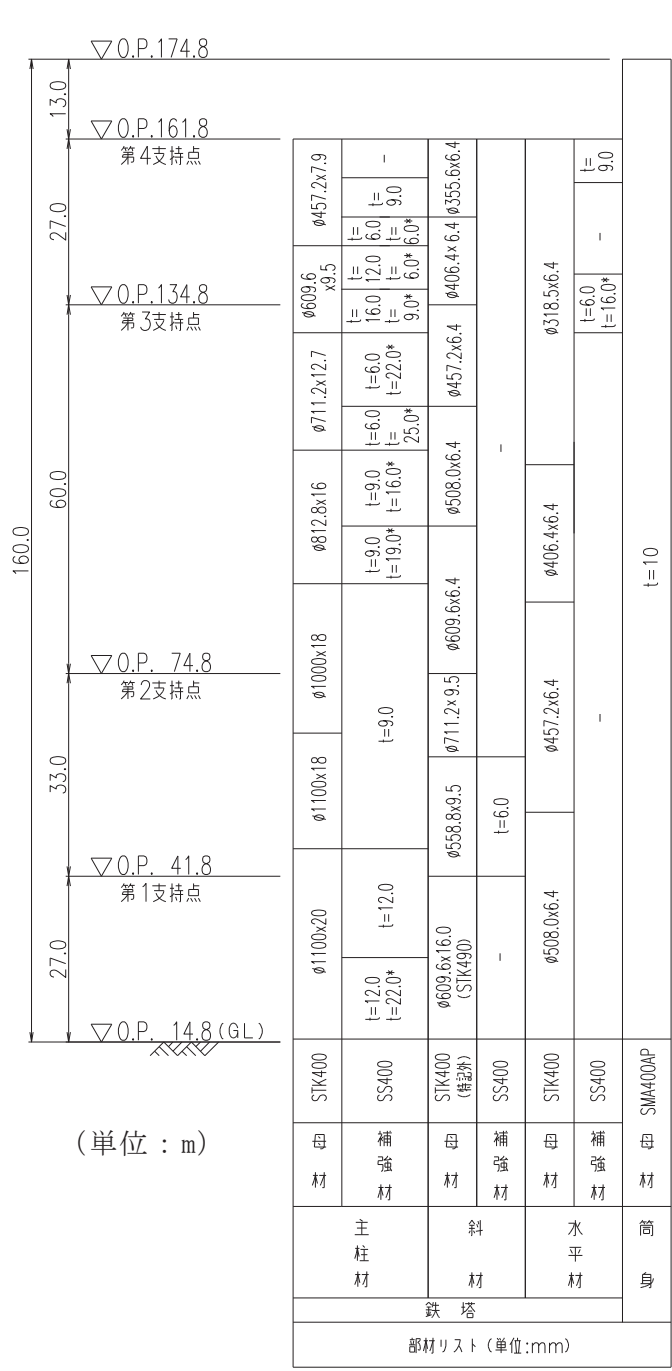 ▽O.P.174.8
13.0
▽O.P.161.8
第4支持点
27.0
▽O.P.134.8
第3支持点
60.0
160.0
▽O.P. 74.8
第2支持点
33.0
▽O.P. 41.8
第1支持点
27.0
▽O.P. 14.8(GL)
(単位：m)
φ457.2x7.9
φ609.6
x9.5
φ711.2x12.7
φ812.8x16
φ1000x18
φ1100x18
φ1100x20
STK400
母材
-
t=
9.0
t=
6.0
t=
6.0*
t=
12.0
t=
6.0*
t=
16.0
t=
9.0*
t=6.0
t=22.0*
t=6.0
t=
25.0*
t=9.0
t=16.0*
t=9.0
t=19.0*
t=9.0
t=12.0
t=12.0
t=22.0*
SS400
補強材
主柱材
φ355.6x6.4
φ406.4x6.4
φ457.2x6.4
φ508.0x6.4
φ609.6x6.4
φ711.2x9.5
φ558.8x9.5
φ609.6x16.0
(STK490)
STK400
(特記外)
母材
-
t=6.0
-
SS400
補強材
斜材
φ318.5x6.4
φ406.4x6.4
φ457.2x6.4
φ508.0x6.4
STK400
母材
t=
9.0
-
t=6.0
t=16.0*
-
SS400
補強材
水平材
t=10
SMA400AP
母材
筒身
鉄塔
部材リスト(単位:mm)